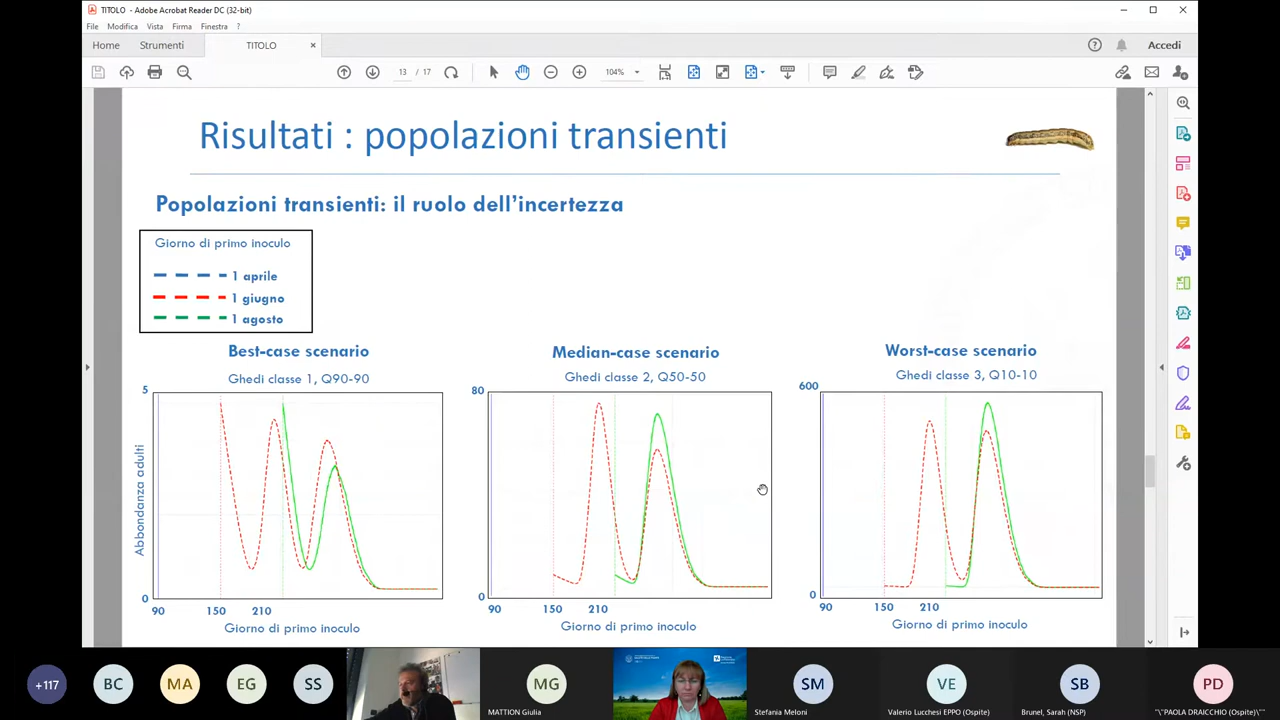 TITOLO - Adobe Acrobat Reader DC (32-bit)
File Modifica Vista Firma Finestra ?
Home Strumenti TITOLO × Accedi
13 / 17 104%
Risultati : popolazioni transienti
Popolazioni transienti: il ruolo dell'incertezza
Giorno di primo inoculo
1 aprile
1 giugno
1 agosto
Best-case scenario
Ghedi classe 1, Q90-90
5
Abbondanza adulti
0
90 150 210
Giorno di primo inoculo
Median-case scenario
Ghedi classe 2, Q50-50
80
0
90 150 210
Giorno di primo inoculo
Worst-case scenario
Ghedi classe 3, Q10-10
600
0
90 150 210
Giorno di primo inoculo
+117 BC MA EG SS MG SM VE SB PD
MATTION Giulia Stefania Meloni Valerio Lucchesi EPPO (Ospite) Brunel, Sarah (NSP) \"PAOLA DRAICCHIO (Ospite)\"